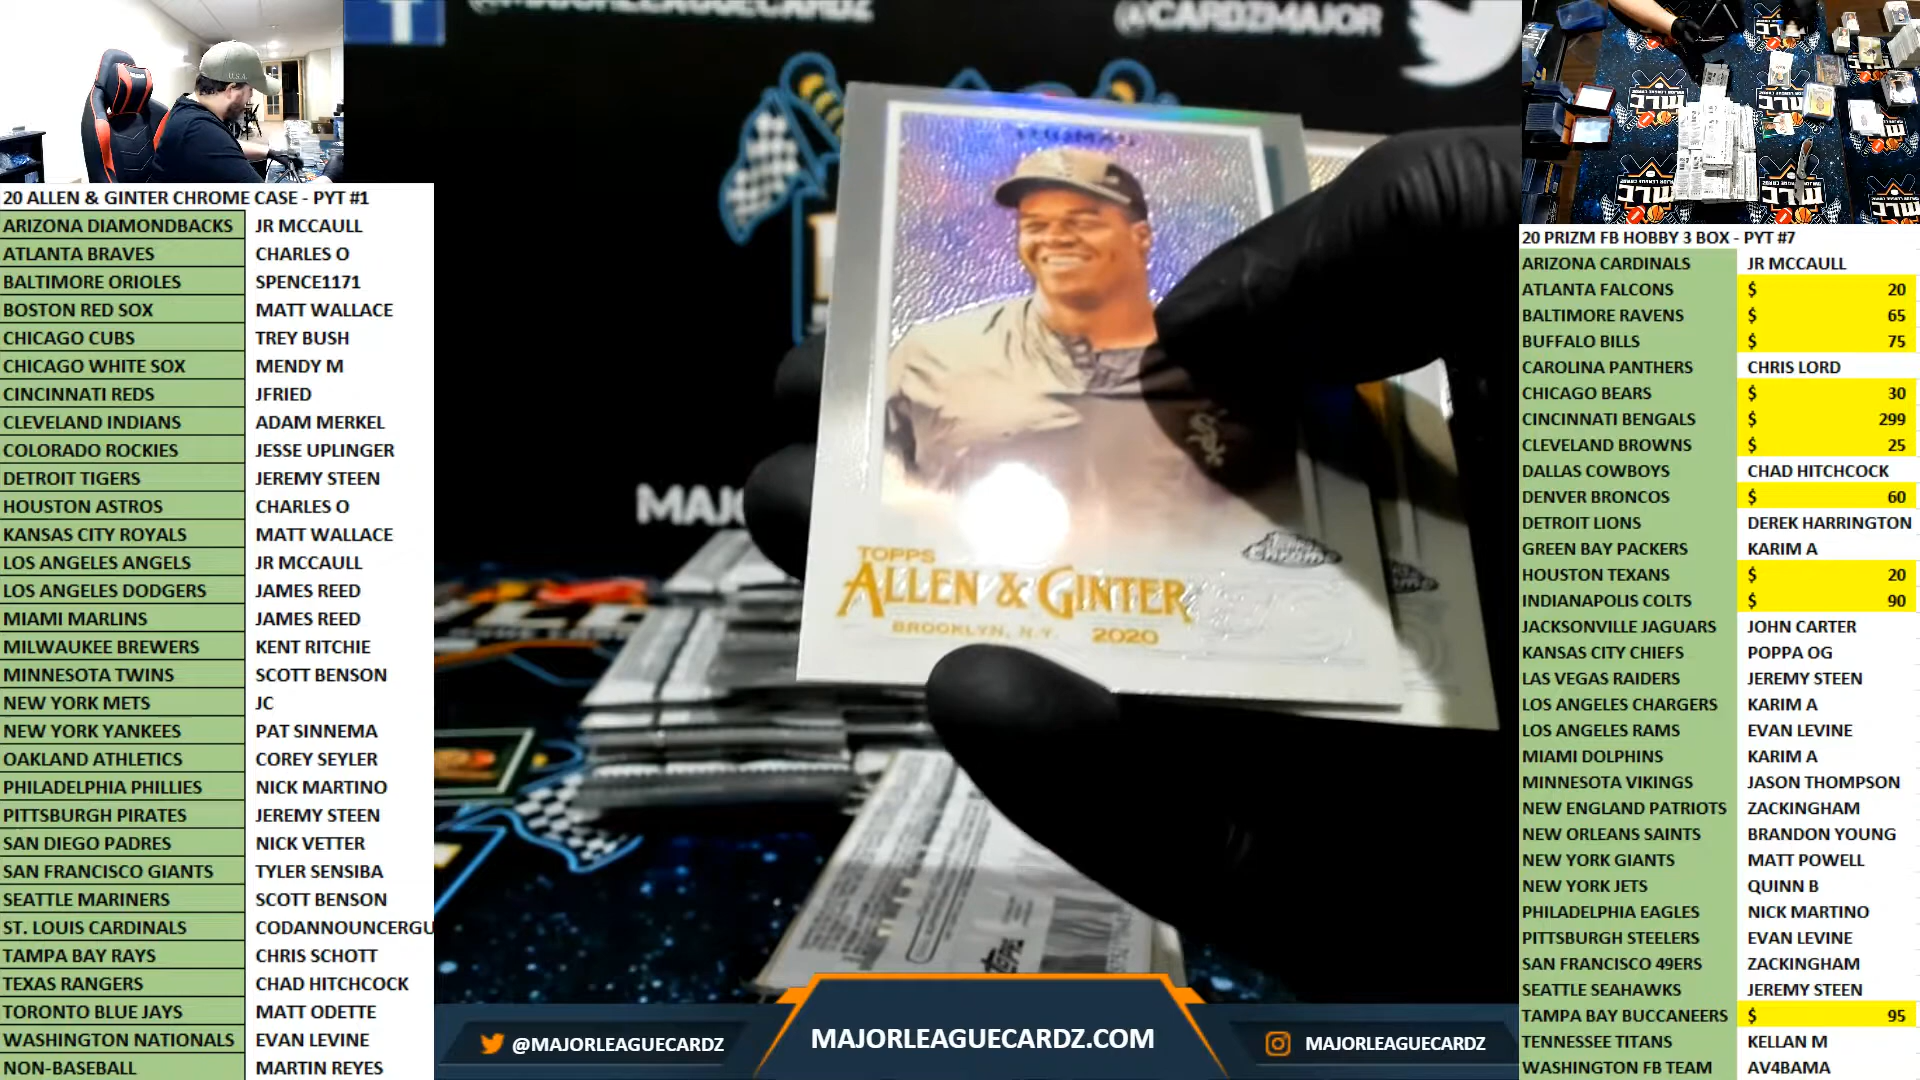 20 ALLEN & GINTER CHROME CASE - PYT #1
ARIZONA DIAMONDBACKS JR MCCAULL
ATLANTA BRAVES CHARLES O
BALTIMORE ORIOLES SPENCE1171
BOSTON RED SOX MATT WALLACE
CHICAGO CUBS TREY BUSH
CHICAGO WHITE SOX MENDY M
CINCINNATI REDS JFRIED
CLEVELAND INDIANS ADAM MERKEL
COLORADO ROCKIES JESSE UPLINGER
DETROIT TIGERS JEREMY STEEN
HOUSTON ASTROS CHARLES O
KANSAS CITY ROYALS MATT WALLACE
LOS ANGELES ANGELS JR MCCAULL
LOS ANGELES DODGERS JAMES REED
MIAMI MARLINS JAMES REED
MILWAUKEE BREWERS KENT RITCHIE
MINNESOTA TWINS SCOTT BENSON
NEW YORK METS JC
NEW YORK YANKEES PAT SINNEMA
OAKLAND ATHLETICS COREY SEYLER
PHILADELPHIA PHILLIES NICK MARTINO
PITTSBURGH PIRATES JEREMY STEEN
SAN DIEGO PADRES NICK VETTER
SAN FRANCISCO GIANTS TYLER SENSIBA
SEATTLE MARINERS SCOTT BENSON
ST. LOUIS CARDINALS CODANNOUNCERGU
TAMPA BAY RAYS CHRIS SCHOTT
TEXAS RANGERS CHAD HITCHCOCK
TORONTO BLUE JAYS MATT ODETTE
WASHINGTON NATIONALS EVAN LEVINE
NON-BASEBALL MARTIN REYES
@MAJORLEAGUECARDZ
@CARDZMAJOR
THOMAS
Topps Chrome
TOPPS
ALLEN & GINTER
BROOKLYN, N.Y. 2020
MAJ
TOPPS
@MAJORLEAGUECARDZ
MAJORLEAGUECARDZ.COM
MAJORLEAGUECARDZ
20 PRIZM FB HOBBY 3 BOX - PYT #7
ARIZONA CARDINALS JR MCCAULL
ATLANTA FALCONS $ 20
BALTIMORE RAVENS $ 65
BUFFALO BILLS $ 75
CAROLINA PANTHERS CHRIS LORD
CHICAGO BEARS $ 30
CINCINNATI BENGALS $ 299
CLEVELAND BROWNS $ 25
DALLAS COWBOYS CHAD HITCHCOCK
DENVER BRONCOS $ 60
DETROIT LIONS DEREK HARRINGTON
GREEN BAY PACKERS KARIM A
HOUSTON TEXANS $ 20
INDIANAPOLIS COLTS $ 90
JACKSONVILLE JAGUARS JOHN CARTER
KANSAS CITY CHIEFS POPPA OG
LAS VEGAS RAIDERS JEREMY STEEN
LOS ANGELES CHARGERS KARIM A
LOS ANGELES RAMS EVAN LEVINE
MIAMI DOLPHINS KARIM A
MINNESOTA VIKINGS JASON THOMPSON
NEW ENGLAND PATRIOTS ZACKINGHAM
NEW ORLEANS SAINTS BRANDON YOUNG
NEW YORK GIANTS MATT POWELL
NEW YORK JETS QUINN B
PHILADELPHIA EAGLES NICK MARTINO
PITTSBURGH STEELERS EVAN LEVINE
SAN FRANCISCO 49ERS ZACKINGHAM
SEATTLE SEAHAWKS JEREMY STEEN
TAMPA BAY BUCCANEERS $ 95
TENNESSEE TITANS KELLAN M
WASHINGTON FB TEAM AV4BAMA